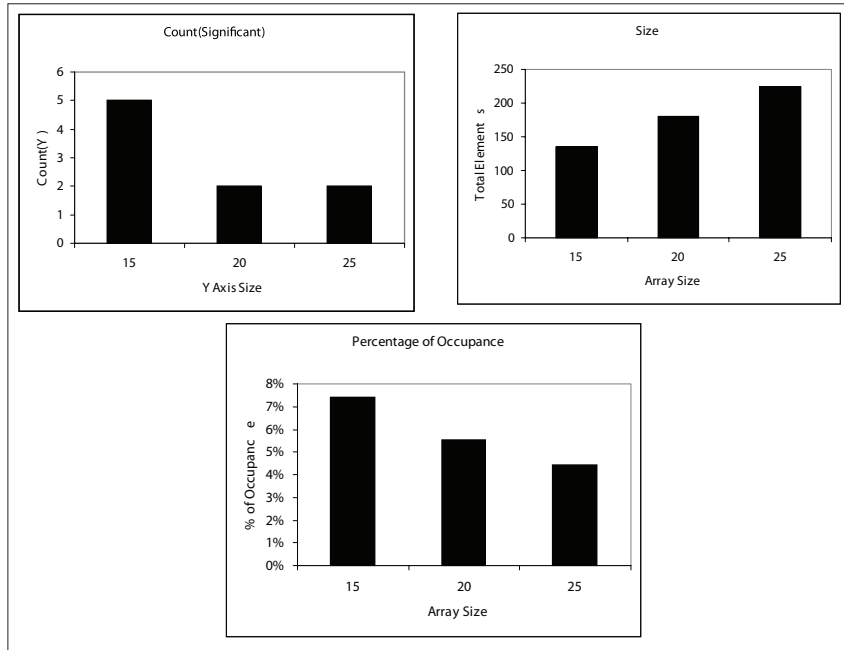 Count(Significant)
6
5
4
3
2
1
0
Count(Y )
15 20 25
Y Axis Size
Size
250
200
150
100
50
0
Total Element s
15 20 25
Array Size
Percentage of Occupance
8%
7%
6%
5%
4%
3%
2%
1%
0%
% of Occupanc e
15 20 25
Array Size